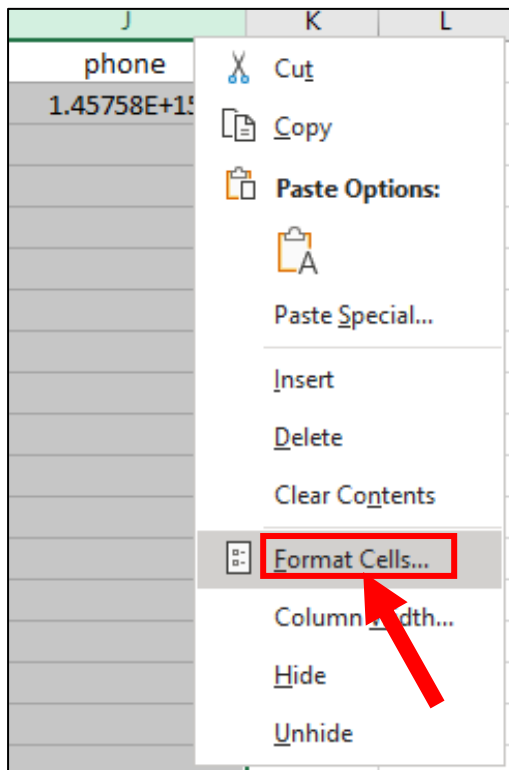 J K L
phone
1.45758E+15
Cut
Copy
Paste Options:
A
Paste Special...
Insert
Delete
Clear Contents
Format Cells...
Column Width...
Hide
Unhide